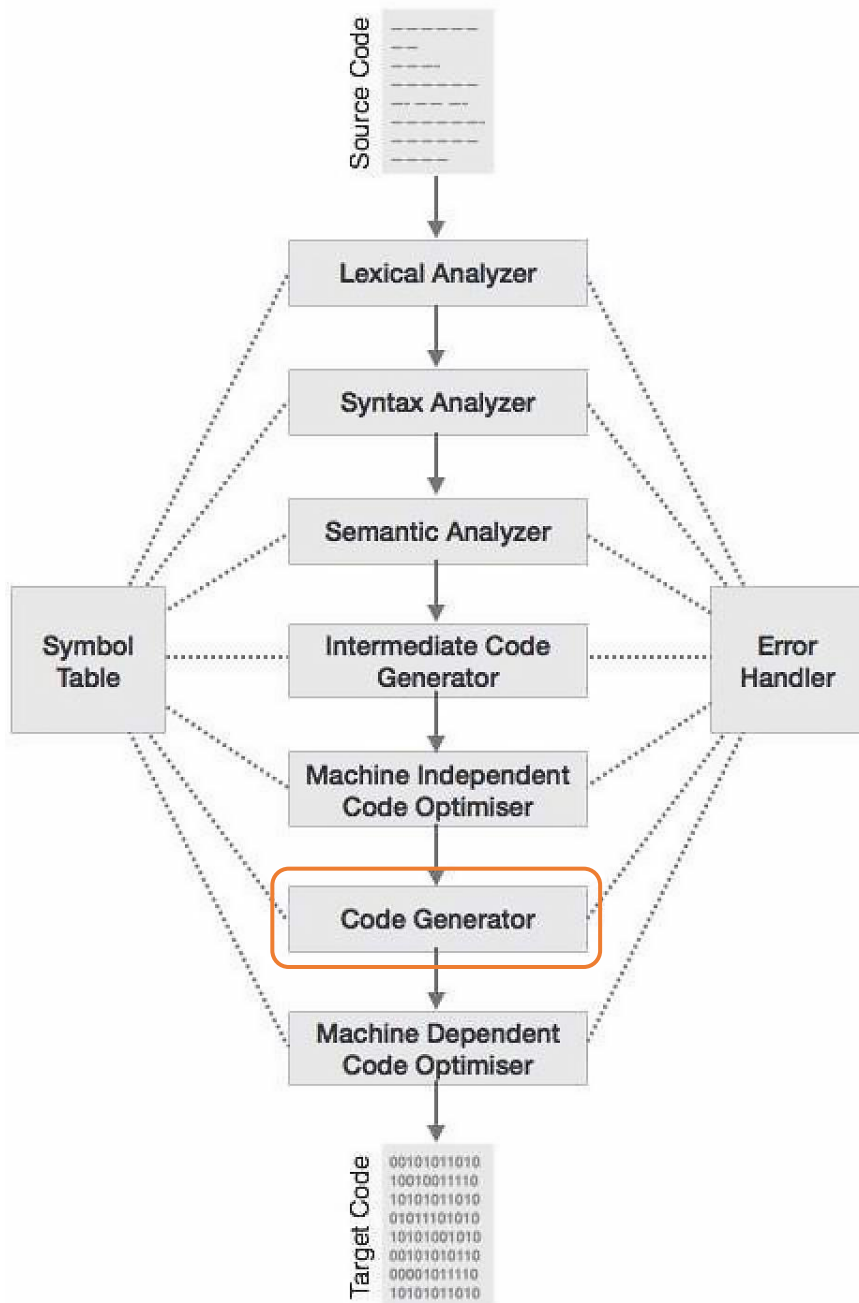 Source Code
Lexical Analyzer
Syntax Analyzer
Semantic Analyzer
Symbol
Table
Intermediate Code
Generator
Error
Handler
Machine Independent
Code Optimiser
Code Generator
Machine Dependent
Code Optimiser
Target Code
00101011010
10010011110
10101011010
01011101010
10101001010
00101010110
00001011110
10101011010